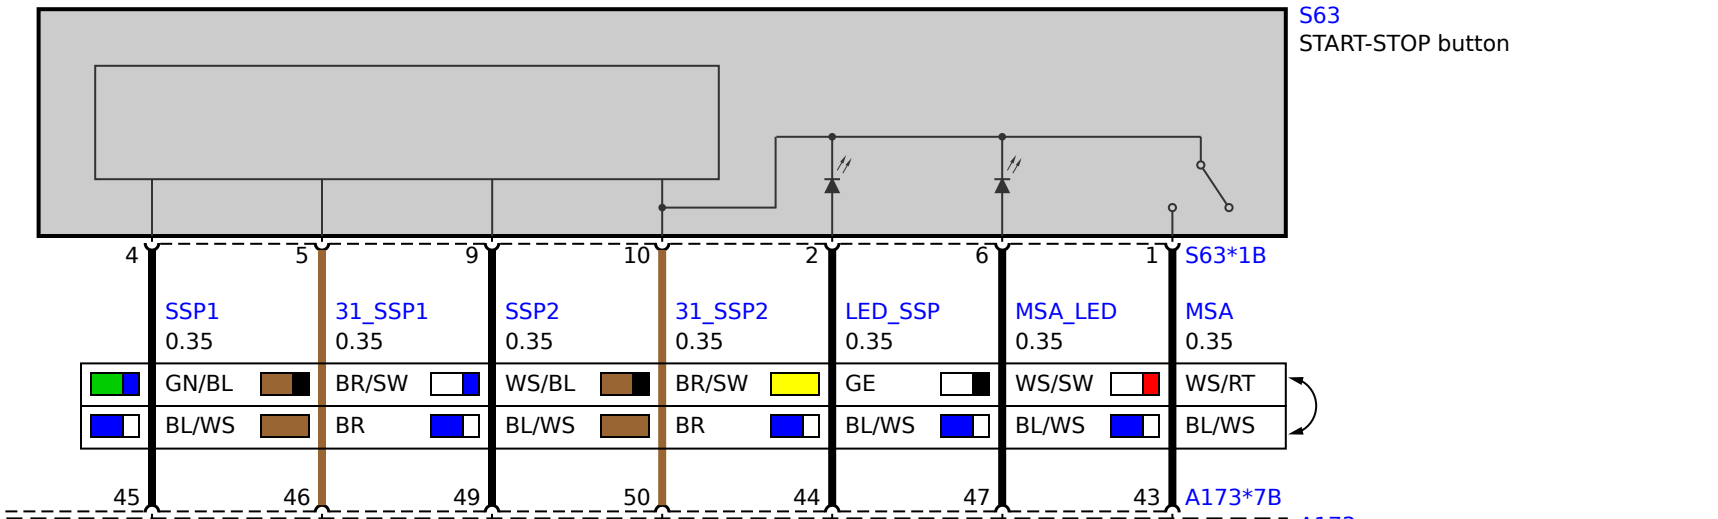 S63
START-STOP button
4 5 9 10 2 6 1 S63*1B
SSP1 31_SSP1 SSP2 31_SSP2 LED_SSP MSA_LED MSA
0.35 0.35 0.35 0.35 0.35 0.35 0.35
GN/BL BR/SW WS/BL BR/SW GE WS/SW WS/RT
BL/WS BR BL/WS BR BL/WS BL/WS BL/WS
45 46 49 50 44 47 43 A173*7B